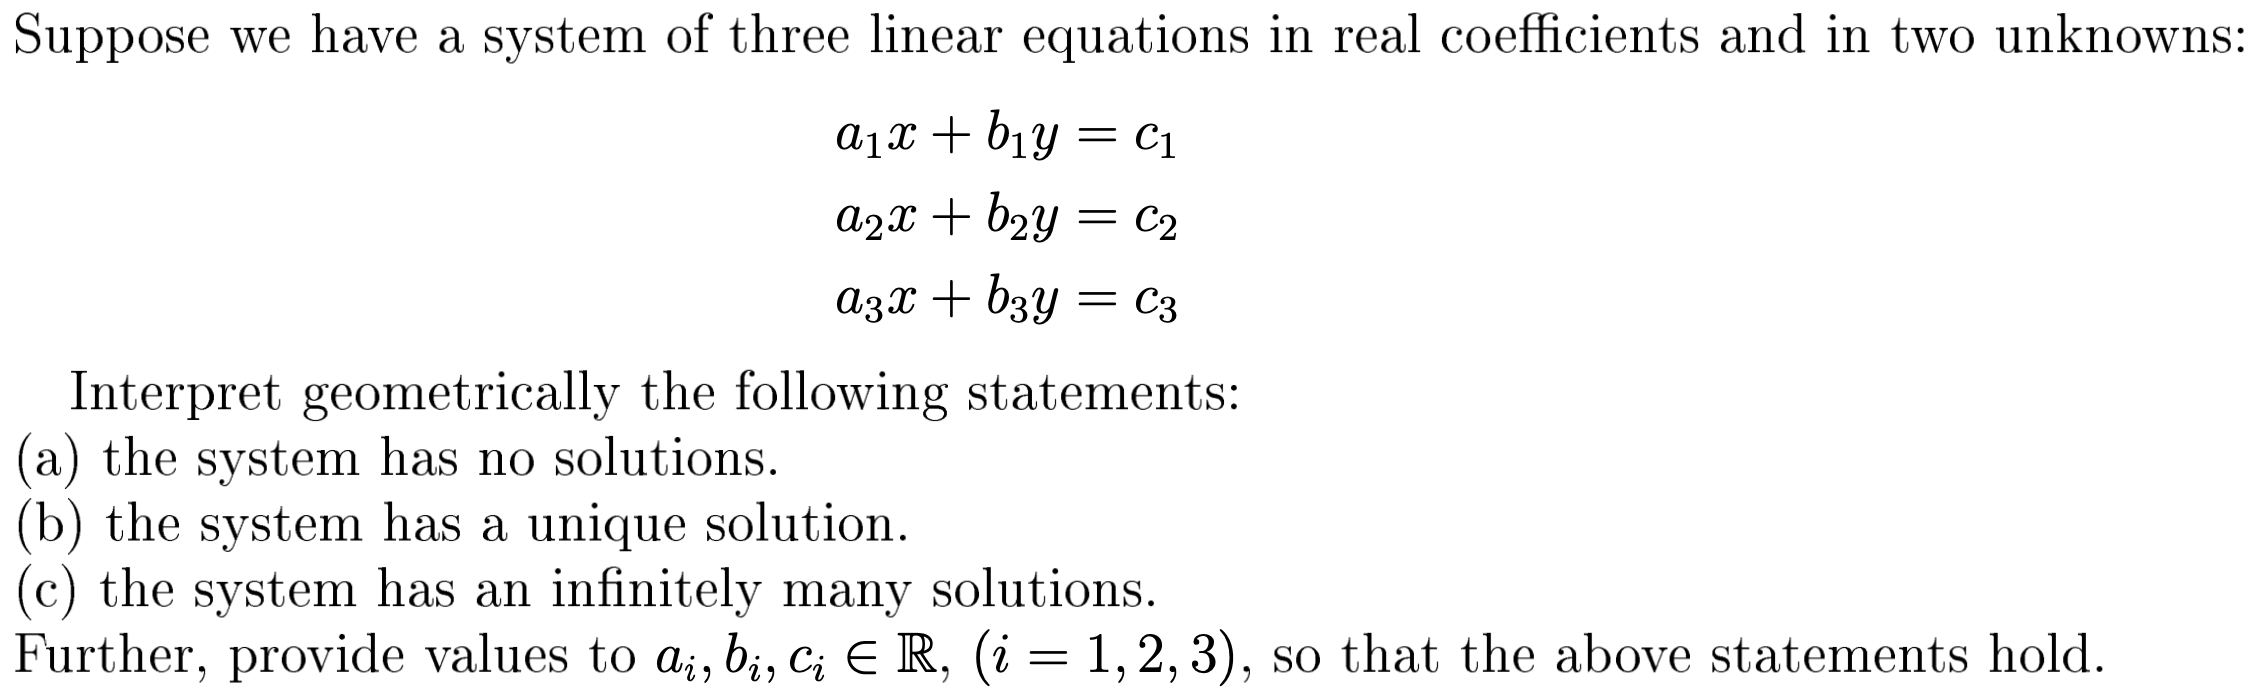 Suppose we have a system of three linear equations in real coefficients and in two unknowns:
a₁x + b₁y = c₁
a₂x + b₂y = c₂
a₃x + b₃y = c₃
Interpret geometrically the following statements:
(a) the system has no solutions.
(b) the system has a unique solution.
(c) the system has an infinitely many solutions.
Further, provide values to aᵢ, bᵢ, cᵢ ∈ ℝ, (i = 1, 2, 3), so that the above statements hold.